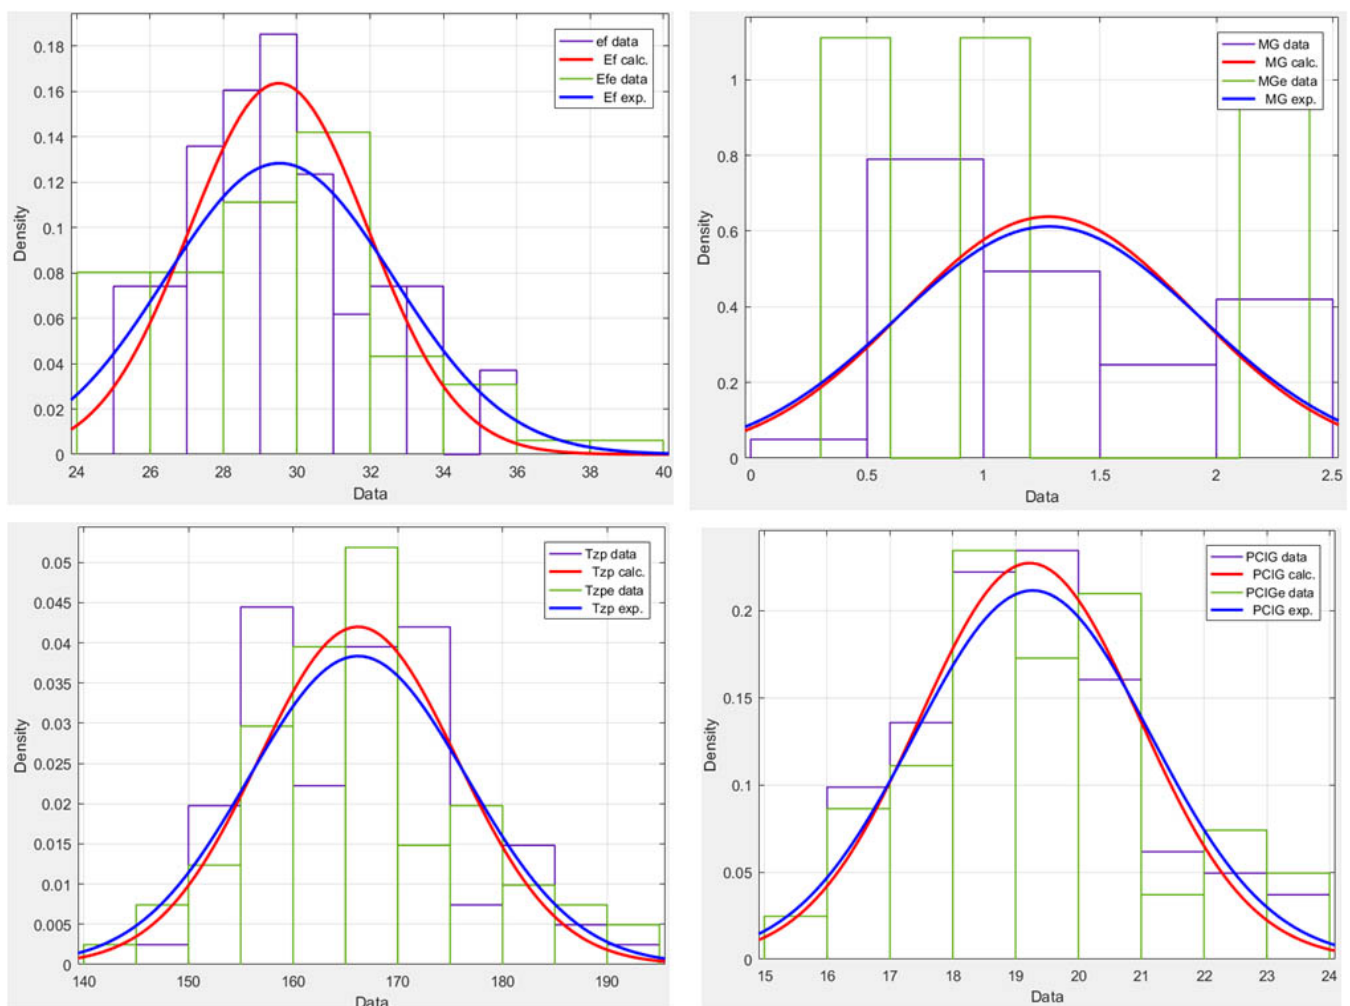 0.18
0.16
0.14
0.12
0.1
0.08
0.06
0.04
0.02
0
Density
24 26 28 30 32 34 36 38 40
Data
ef data
Ef calc.
Efe data
Ef exp.
1
0.8
0.6
0.4
0.2
0
Density
0 0.5 1 1.5 2 2.5
Data
MG data
MG calc.
MGe data
MG exp.
0.05
0.045
0.04
0.035
0.03
0.025
0.02
0.015
0.01
0.005
0
Density
140 150 160 170 180 190
Data
Tzp data
Tzp calc.
Tzpe data
Tzp exp.
0.2
0.15
0.1
0.05
0
Density
15 16 17 18 19 20 21 22 23 24
Data
PCIG data
PCIG calc.
PCIGe data
PCIG exp.